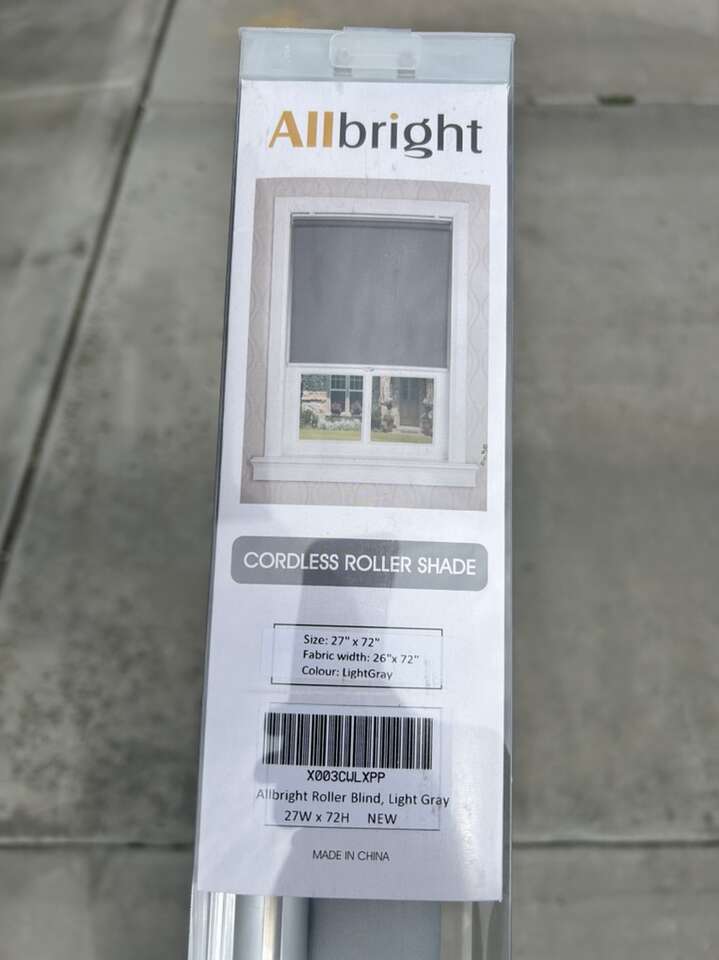 Allbright
CORDLESS ROLLER SHADE
Size: 27" x 72"
Fabric width: 26"x 72"
Colour: LightGray
X003CWLXPP
Allbright Roller Blind, Light Gray
27W x 72H NEW
MADE IN CHINA